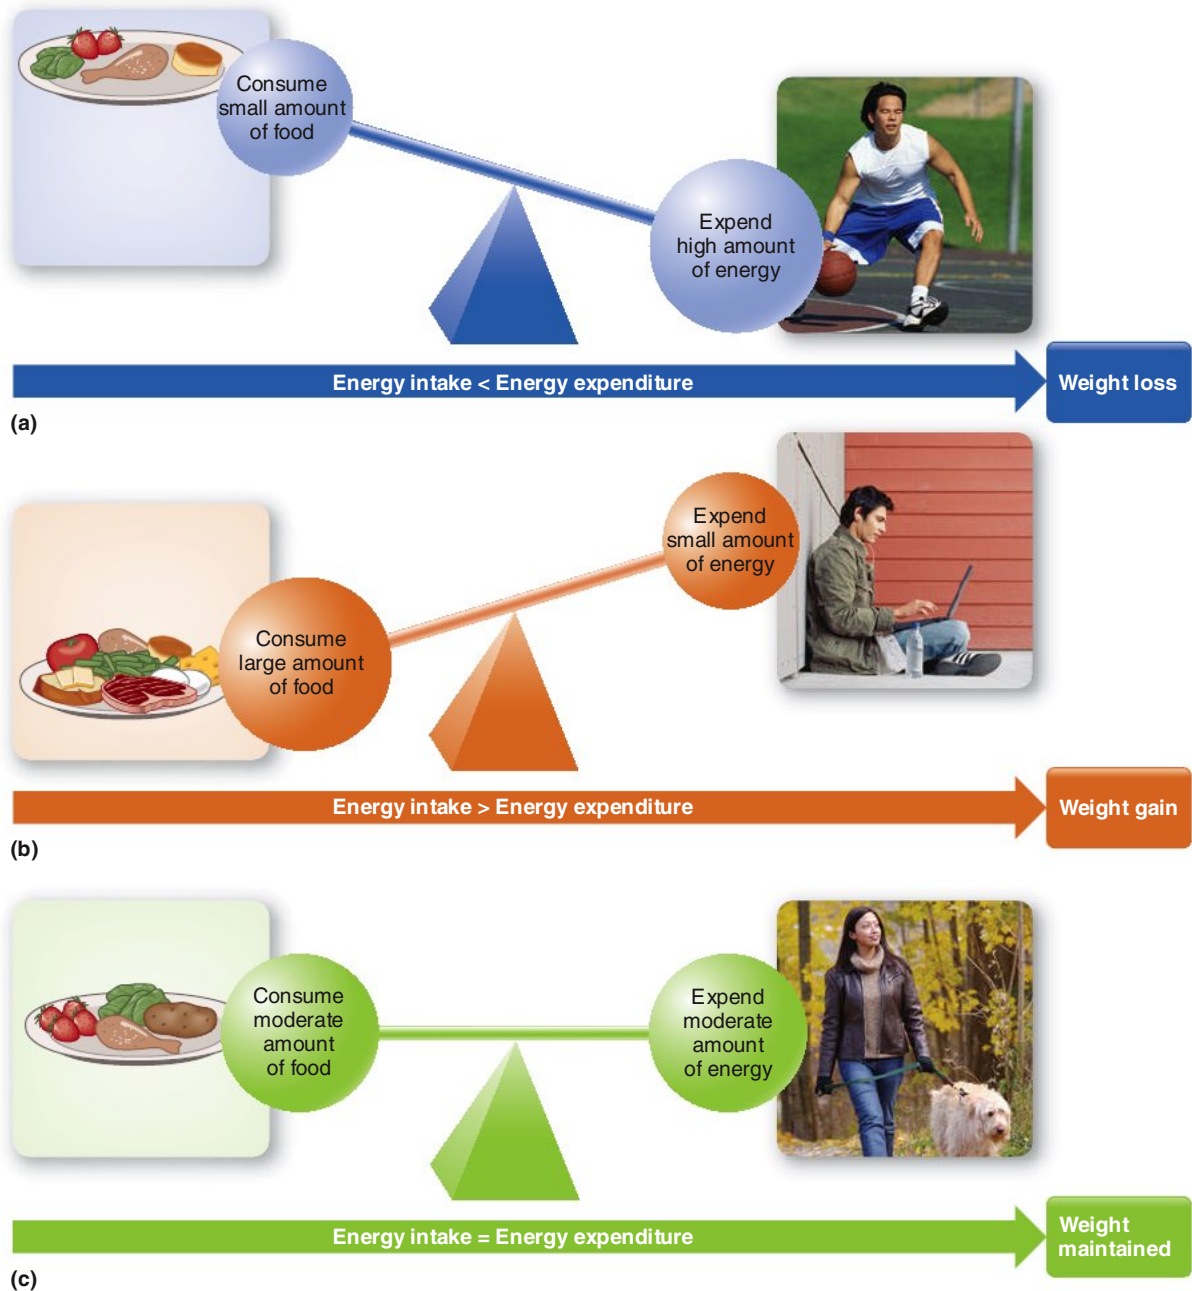 Consume
small amount
of food
Expend
high amount
of energy
Energy intake < Energy expenditure
Weight loss
(a)
Expend
small amount
of energy
Consume
large amount
of food
Energy intake > Energy expenditure
Weight gain
(b)
Consume
moderate
amount
of food
Expend
moderate
amount
of energy
Energy intake = Energy expenditure
Weight
maintained
(c)